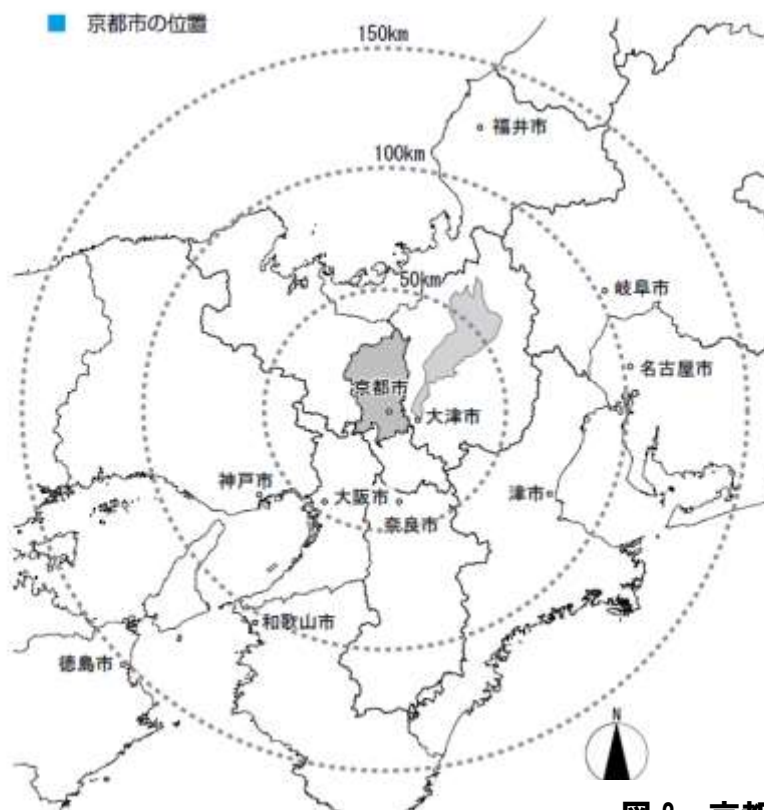 京都市の位置
150km
福井市
100km
50km
岐阜市
名古屋市
京都市
大津市
神戸市
大阪市
津市
奈良市
和歌山市
徳島市
N